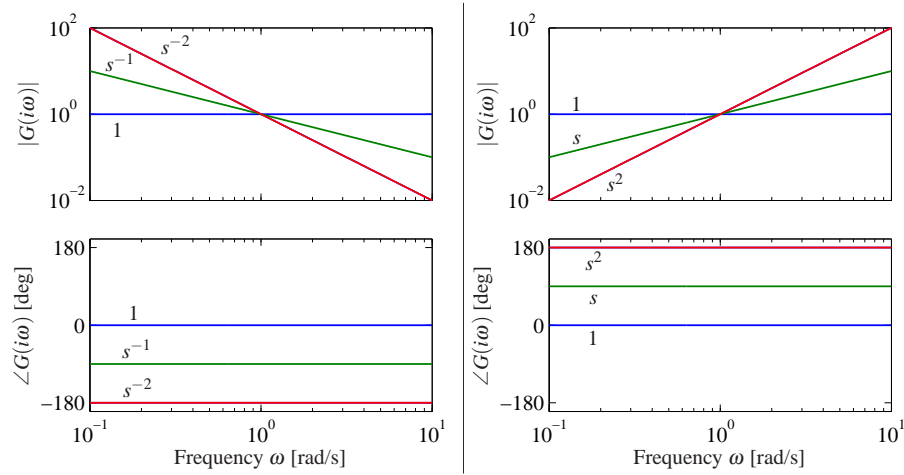 10^2
s^{-2}
s^{-1}
|G(iω)|
10^0
1
10^{-2}
180
∠G(iω) [deg]
1
0
s^{-1}
s^{-2}
−180
10^{-1}
10^0
10^1
Frequency ω [rad/s]
10^2
|G(iω)|
1
10^0
s
s^2
10^{-2}
180
s^2
∠G(iω) [deg]
s
0
1
−180
10^{-1}
10^0
10^1
Frequency ω [rad/s]